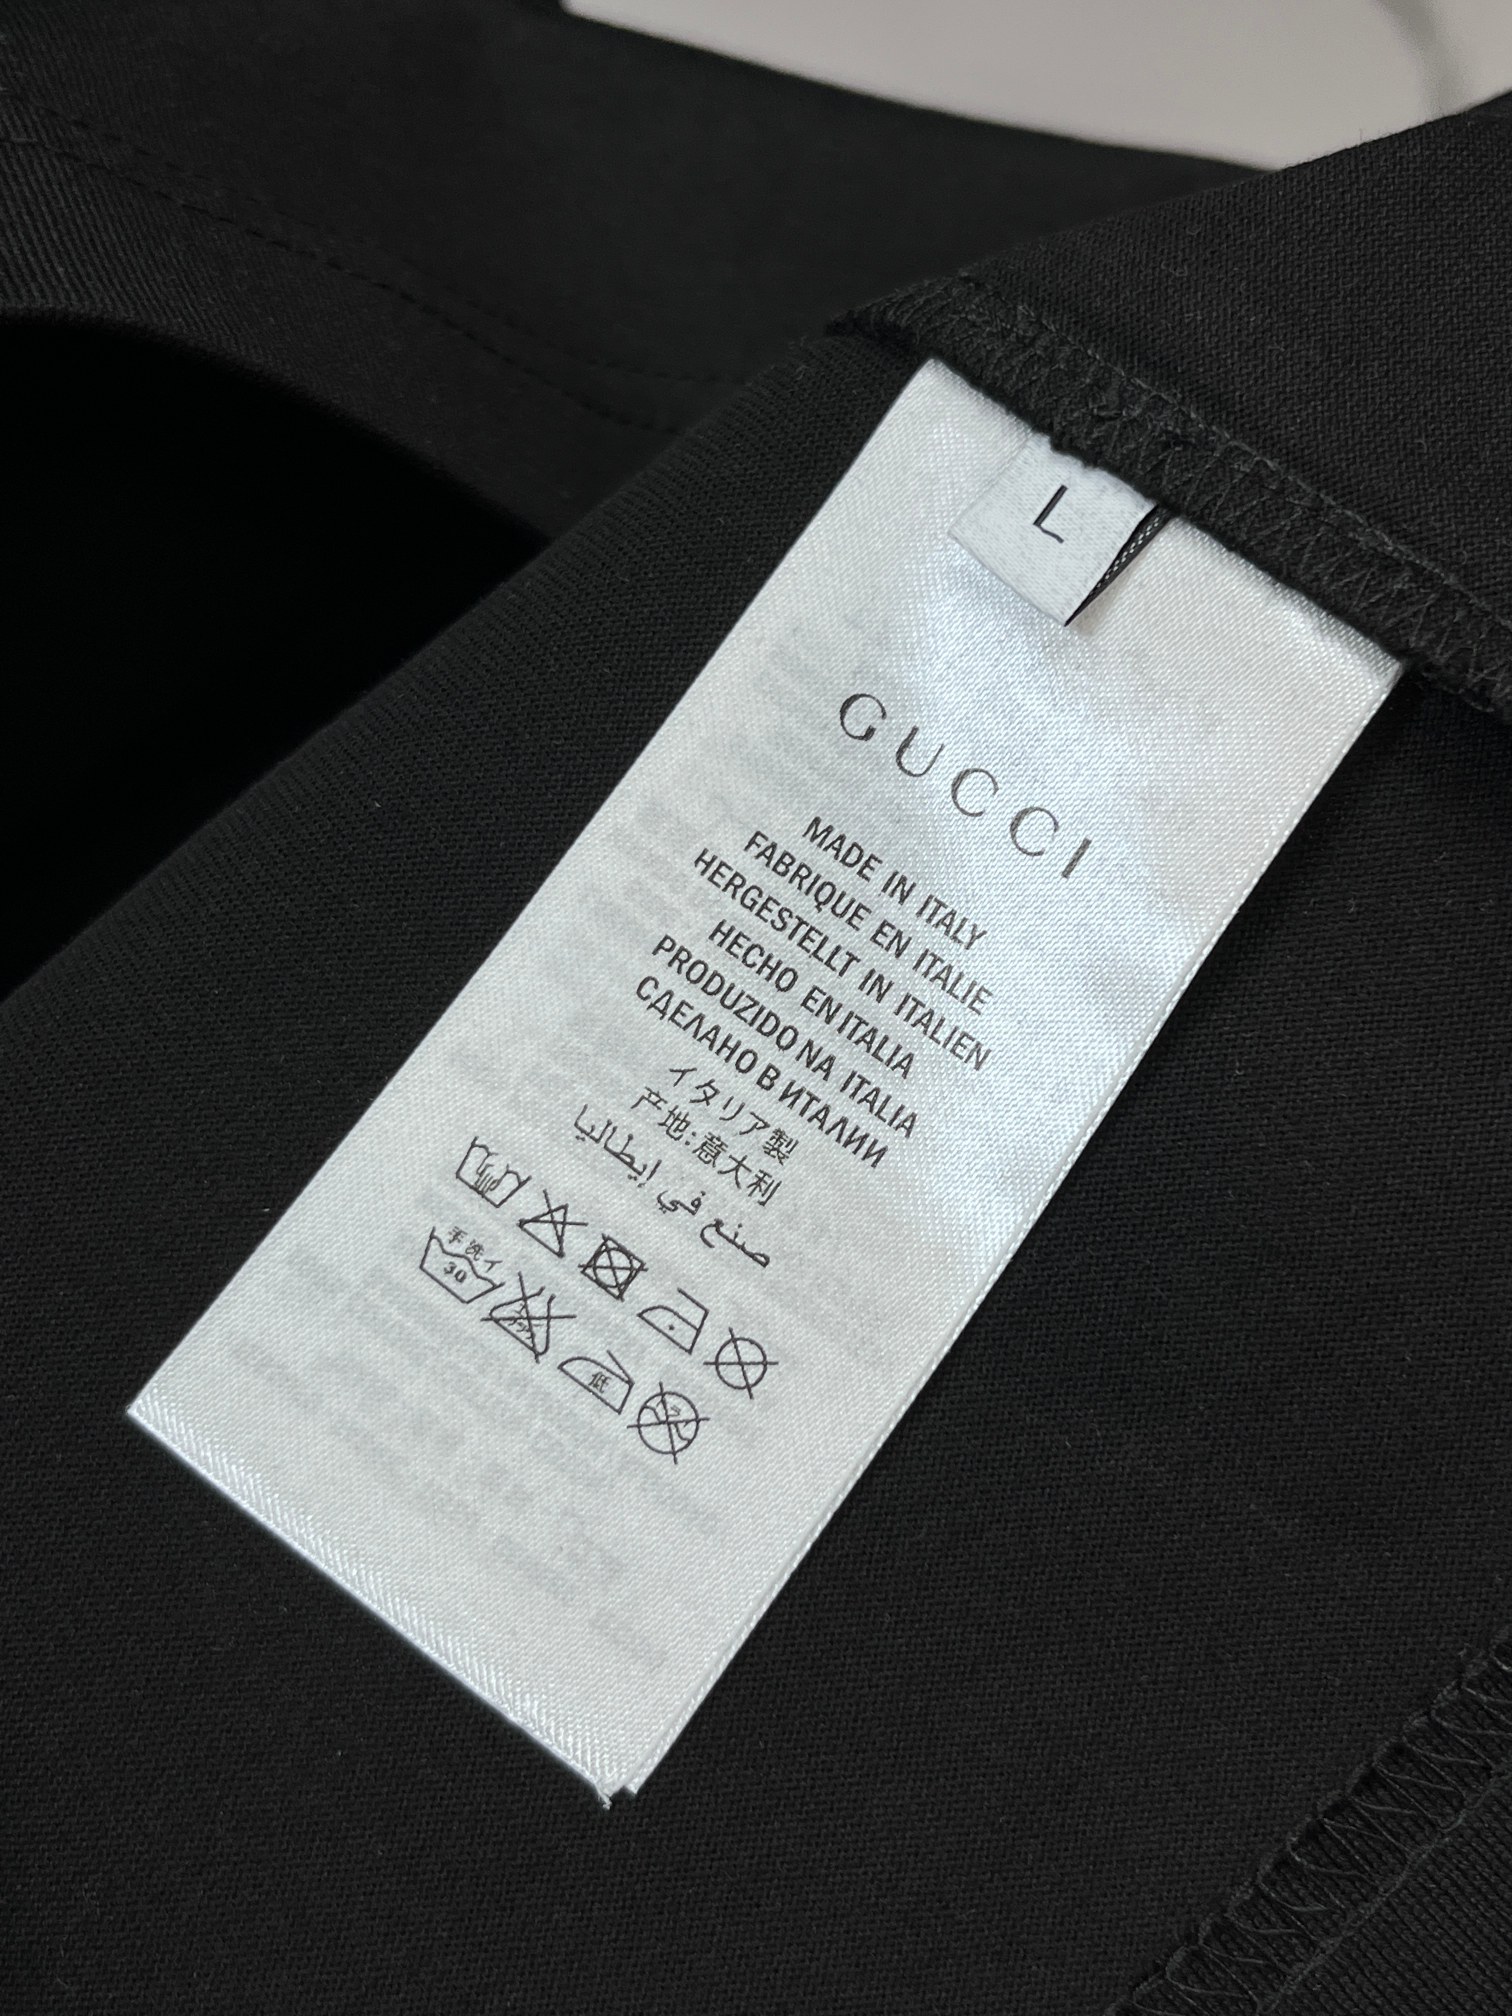 L
GUCCI
MADE IN ITALY
FABRIQUE EN ITALIE
HERGESTELLT IN ITALIEN
HECHO EN ITALIA
PRODUZIDO NA ITALIA
СДЕЛАНО В ИТАЛИИ
イタリア製
产地:意大利
صنع في إيطاليا
手洗イ
30
低